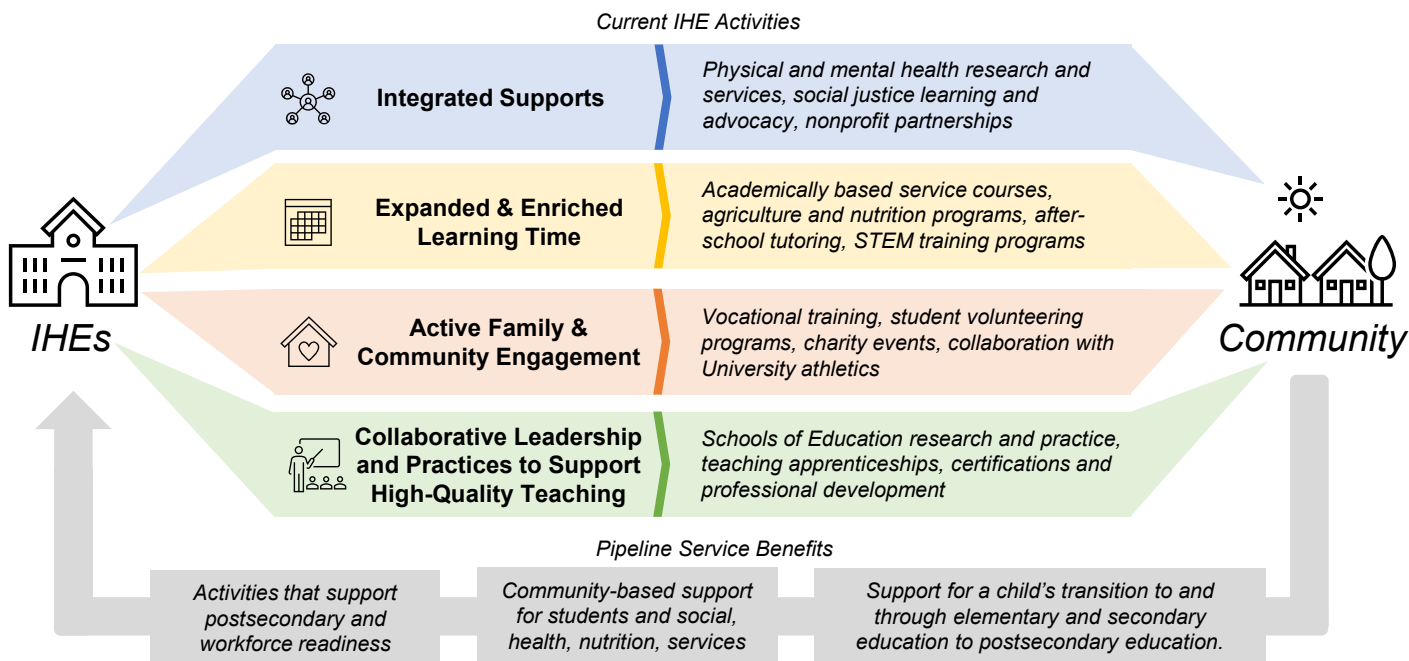 Current IHE Activities
Integrated Supports
Physical and mental health research and
services, social justice learning and
advocacy, nonprofit partnerships
Expanded & Enriched
Learning Time
Academically based service courses,
agriculture and nutrition programs, after-
school tutoring, STEM training programs
IHEs
Community
Active Family &
Community Engagement
Vocational training, student volunteering
programs, charity events, collaboration with
University athletics
Collaborative Leadership
and Practices to Support
High-Quality Teaching
Schools of Education research and practice,
teaching apprenticeships, certifications and
professional development
Pipeline Service Benefits
Activities that support
postsecondary and
workforce readiness
Community-based support
for students and social,
health, nutrition, services
Support for a child's transition to and
through elementary and secondary
education to postsecondary education.